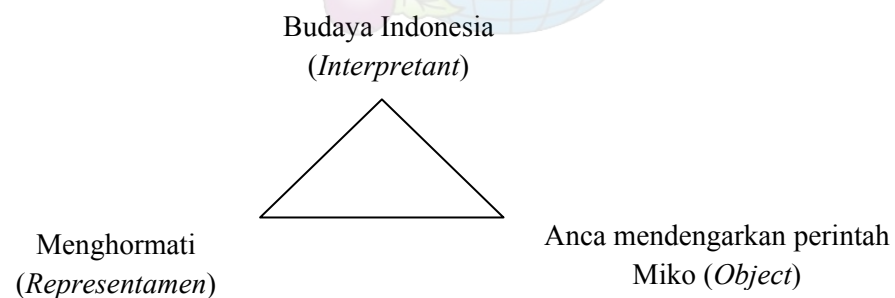 Budaya Indonesia
(Interpretant)
Menghormati
(Representamen)
Anca mendengarkan perintah
Miko (Object)